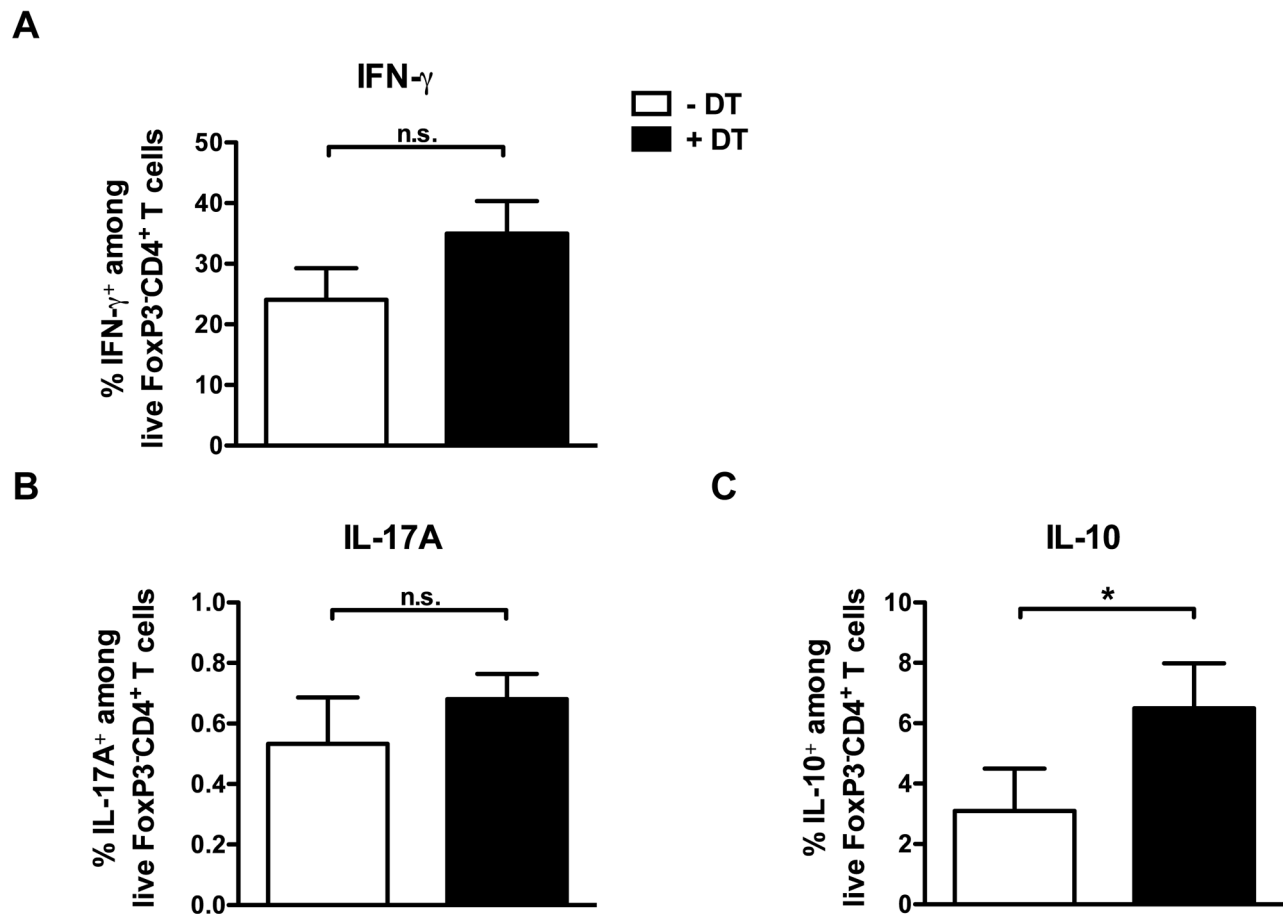 A
IFN-γ
- DT
+ DT
n.s.
% IFN-γ⁺ among
live FoxP3⁻CD4⁺ T cells
50
40
30
20
10
0
B
IL-17A
n.s.
% IL-17A⁺ among
live FoxP3⁻CD4⁺ T cells
1.0
0.8
0.6
0.4
0.2
0.0
C
IL-10
*
% IL-10⁺ among
live FoxP3⁻CD4⁺ T cells
10
8
6
4
2
0